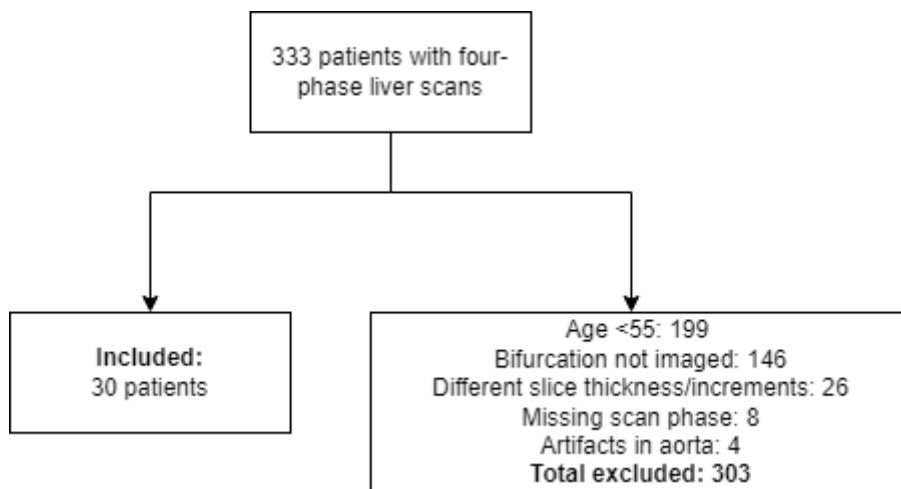 333 patients with four-
phase liver scans
Included:
30 patients
Age <55: 199
Bifurcation not imaged: 146
Different slice thickness/increments: 26
Missing scan phase: 8
Artifacts in aorta: 4
Total excluded: 303